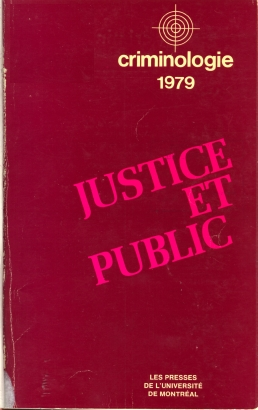 criminologie
1979
JUSTICE
ET
PUBLIC
LES PRESSES
DE L'UNIVERSITÉ
DE MONTRÉAL